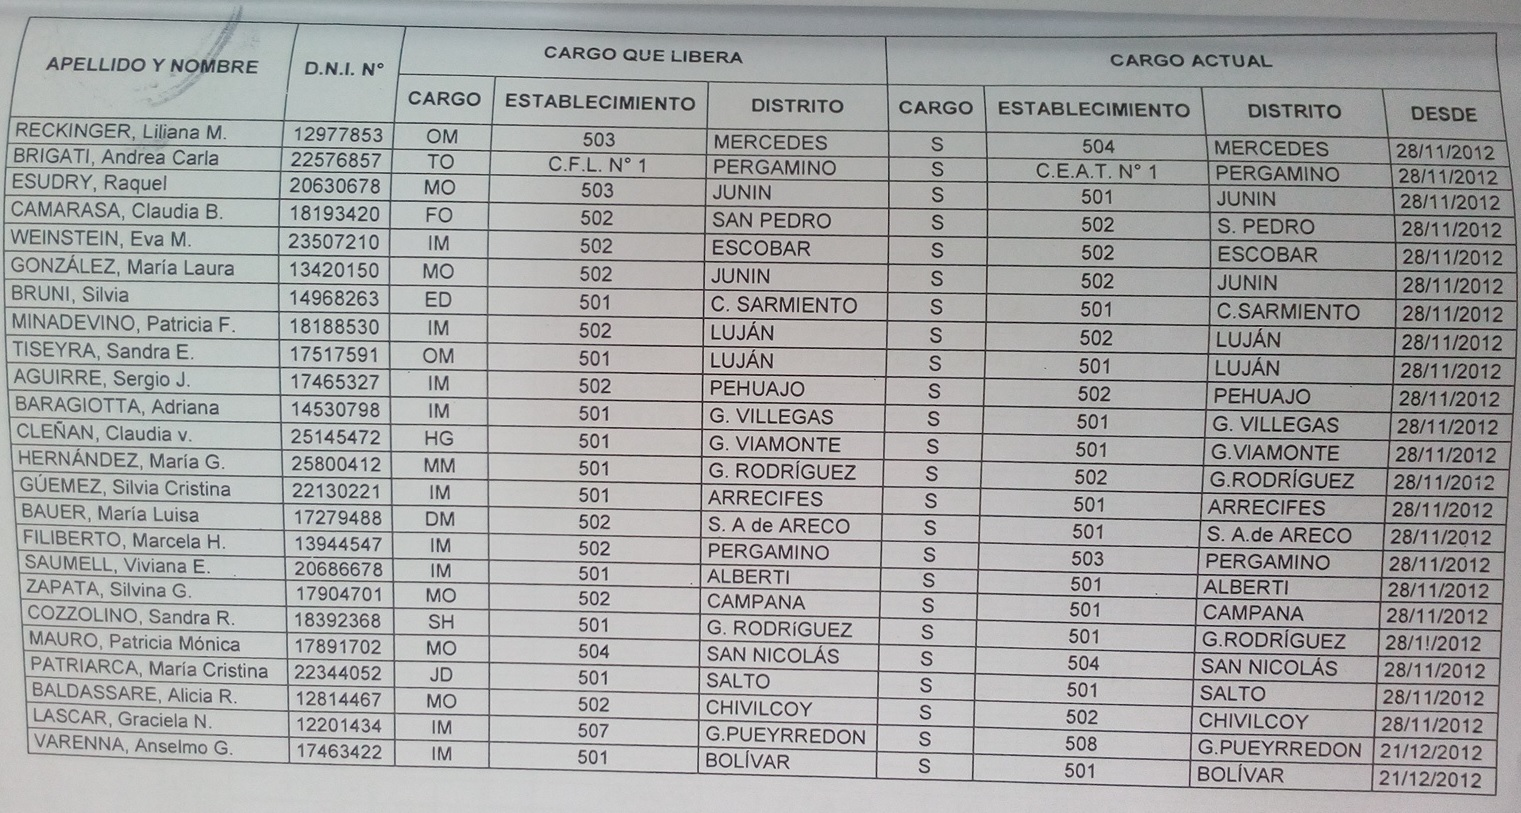 APELLIDO Y NOMBRE D.N.I. N° CARGO QUE LIBERA CARGO ACTUAL
CARGO ESTABLECIMIENTO DISTRITO CARGO ESTABLECIMIENTO DISTRITO DESDE
RECKINGER, Liliana M. 12977853 OM 503 MERCEDES S 504 MERCEDES 28/11/2012
BRIGATI, Andrea Carla 22576857 TO C.F.L. N° 1 PERGAMINO S C.E.A.T. N° 1 PERGAMINO 28/11/2012
ESUDRY, Raquel 20630678 MO 503 JUNIN S 501 JUNIN 28/11/2012
CAMARASA, Claudia B. 18193420 FO 502 SAN PEDRO S 502 S. PEDRO 28/11/2012
WEINSTEIN, Eva M. 23507210 IM 502 ESCOBAR S 502 ESCOBAR 28/11/2012
GONZÁLEZ, María Laura 13420150 MO 502 JUNIN S 502 JUNIN 28/11/2012
BRUNI, Silvia 14968263 ED 501 C. SARMIENTO S 501 C.SARMIENTO 28/11/2012
MINADEVINO, Patricia F. 18188530 IM 502 LUJÁN S 502 LUJÁN 28/11/2012
TISEYRA, Sandra E. 17517591 OM 501 LUJÁN S 501 LUJÁN 28/11/2012
AGUIRRE, Sergio J. 17465327 IM 502 PEHUAJO S 502 PEHUAJO 28/11/2012
BARAGIOTTA, Adriana 14530798 IM 501 G. VILLEGAS S 501 G. VILLEGAS 28/11/2012
CLEÑAN, Claudia v. 25145472 HG 501 G. VIAMONTE S 501 G.VIAMONTE 28/11/2012
HERNÁNDEZ, María G. 25800412 MM 501 G. RODRÍGUEZ S 502 G.RODRÍGUEZ 28/11/2012
GÚEMEZ, Silvia Cristina 22130221 IM 501 ARRECIFES S 501 ARRECIFES 28/11/2012
BAUER, María Luisa 17279488 DM 502 S. A de ARECO S 501 S. A.de ARECO 28/11/2012
FILIBERTO, Marcela H. 13944547 IM 502 PERGAMINO S 503 PERGAMINO 28/11/2012
SAUMELL, Viviana E. 20686678 IM 501 ALBERTI S 501 ALBERTI 28/11/2012
ZAPATA, Silvina G. 17904701 MO 502 CAMPANA S 501 CAMPANA 28/11/2012
COZZOLINO, Sandra R. 18392368 SH 501 G. RODRíGUEZ S 501 G.RODRÍGUEZ 28/1!/2012
MAURO, Patricia Mónica 17891702 MO 504 SAN NICOLÁS S 504 SAN NICOLÁS 28/11/2012
PATRIARCA, María Cristina 22344052 JD 501 SALTO S 501 SALTO 28/11/2012
BALDASSARE, Alicia R. 12814467 MO 502 CHIVILCOY S 502 CHIVILCOY 28/11/2012
LASCAR, Graciela N. 12201434 IM 507 G.PUEYRREDON S 508 G.PUEYRREDON 21/12/2012
VARENNA, Anselmo G. 17463422 IM 501 BOLÍVAR S 501 BOLÍVAR 21/12/2012